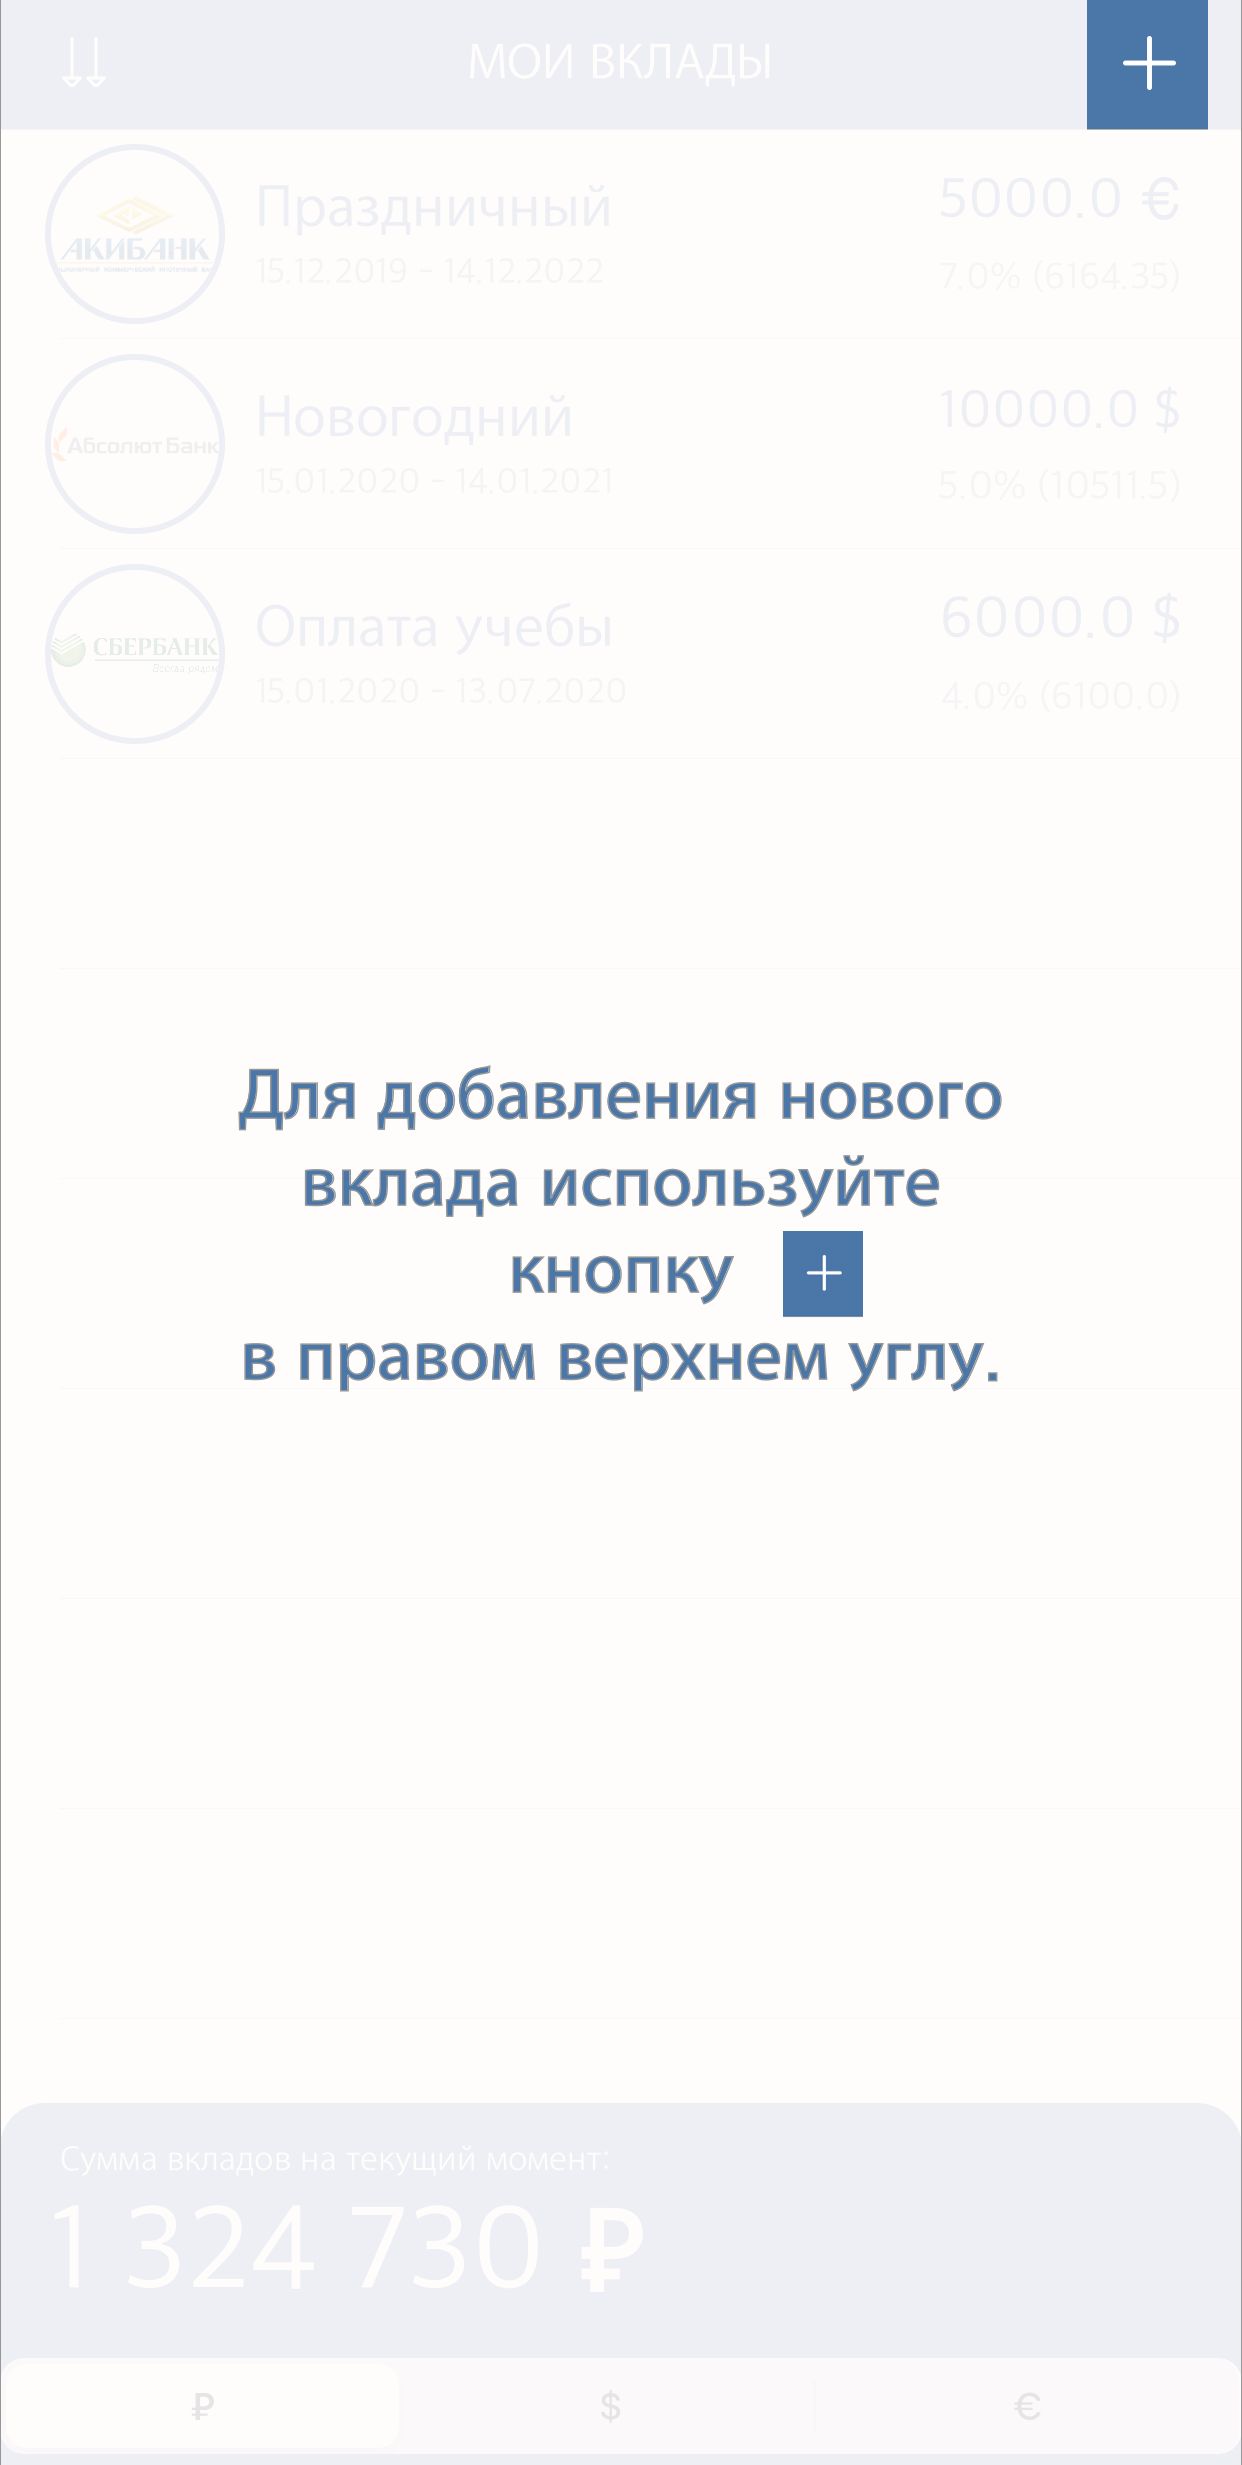 МОИ ВКЛАДЫ
АКИБАНК
Праздничный
5000.0 €
15.12.2019 - 14.12.2022
7.0% (6164.35)
Абсолют Банк
Новогодний
10000.0 $
15.01.2020 - 14.01.2021
5.0% (10511.5)
СБЕРБАНК
Всегда рядом
Оплата учебы
6000.0 $
15.01.2020 - 13.07.2020
4.0% (6100.0)
Для добавления нового
вклада используйте
кнопку +
в правом верхнем углу.
Сумма вкладов на текущий момент:
1 324 730 ₽
₽ $ €